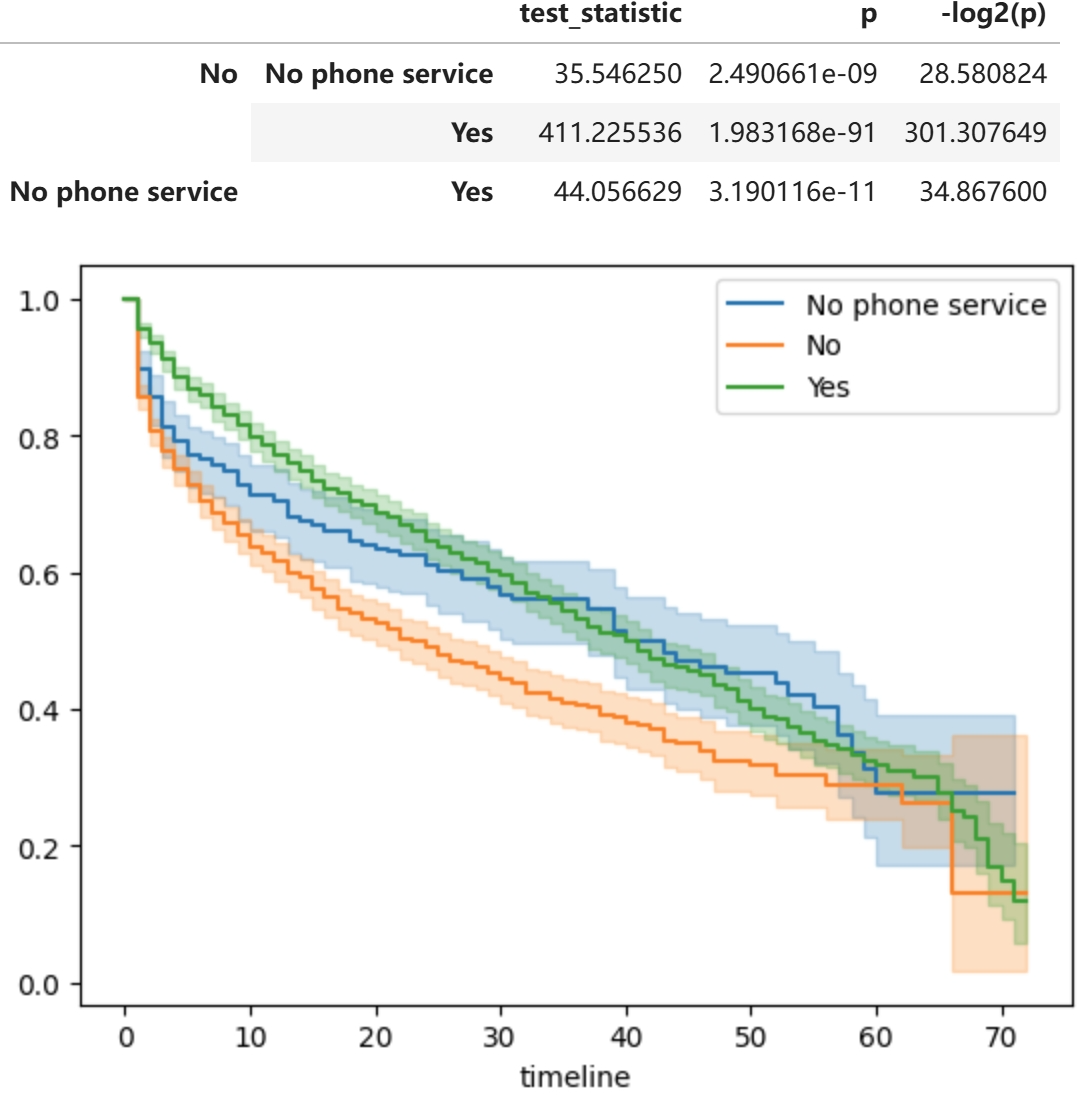 test_statistic p -log2(p)
No No phone service 35.546250 2.490661e-09 28.580824
Yes 411.225536 1.983168e-91 301.307649
No phone service Yes 44.056629 3.190116e-11 34.867600
No phone service
No
Yes
1.0
0.8
0.6
0.4
0.2
0.0
0 10 20 30 40 50 60 70
timeline